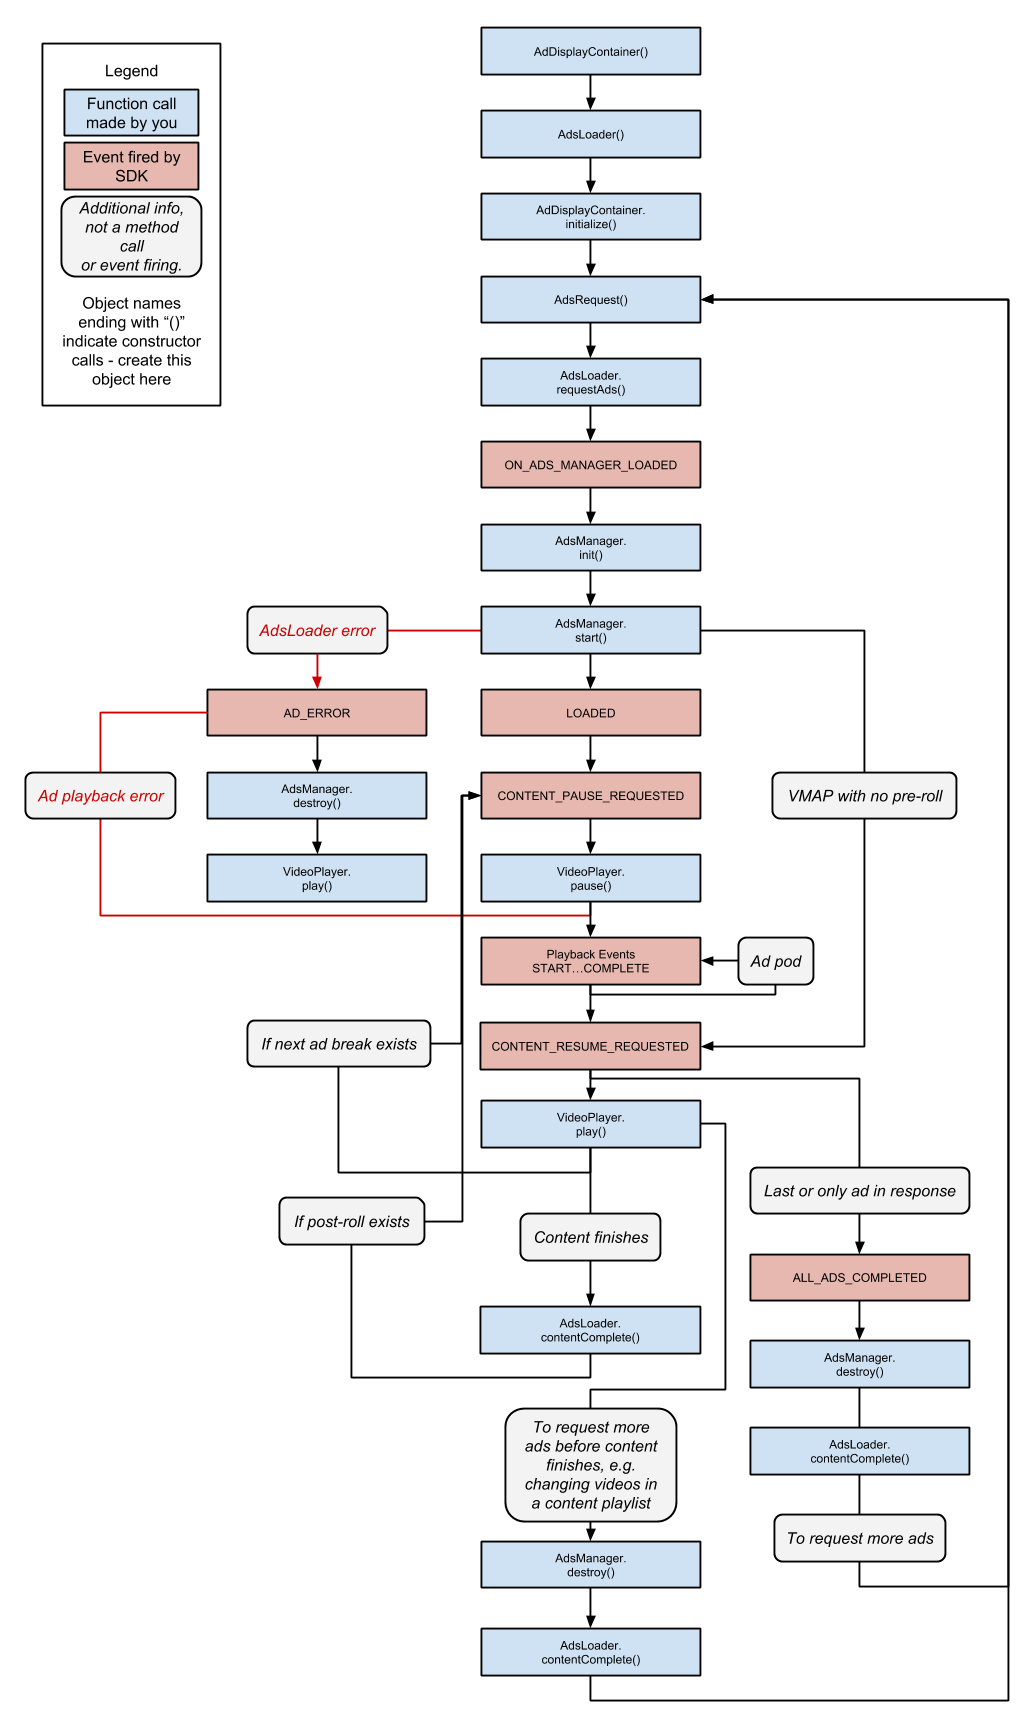 Legend
Function call
made by you
Event fired by
SDK
Additional info,
not a method
call
or event firing.
Object names
ending with “()”
indicate constructor
calls - create this
object here
AdDisplayContainer()
AdsLoader()
AdDisplayContainer.
initialize()
AdsRequest()
AdsLoader.
requestAds()
ON_ADS_MANAGER_LOADED
AdsManager.
init()
AdsLoader error
AdsManager.
start()
AD_ERROR
LOADED
Ad playback error
AdsManager.
destroy()
CONTENT_PAUSE_REQUESTED
VMAP with no pre-roll
VideoPlayer.
play()
VideoPlayer.
pause()
Playback Events
START...COMPLETE
Ad pod
If next ad break exists
CONTENT_RESUME_REQUESTED
VideoPlayer.
play()
Last or only ad in response
If post-roll exists
Content finishes
ALL_ADS_COMPLETED
AdsLoader.
contentComplete()
AdsManager.
destroy()
To request more
ads before content
finishes, e.g.
changing videos in
a content playlist
AdsLoader.
contentComplete()
To request more ads
AdsManager.
destroy()
AdsLoader.
contentComplete()